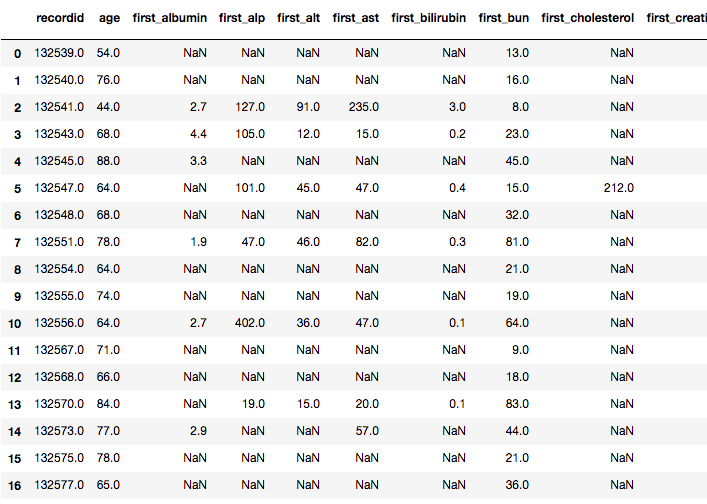 recordid age first_albumin first_alp first_alt first_ast first_bilirubin first_bun first_cholesterol first_creati
0 132539.0 54.0 NaN NaN NaN NaN NaN 13.0 NaN
1 132540.0 76.0 NaN NaN NaN NaN NaN 16.0 NaN
2 132541.0 44.0 2.7 127.0 91.0 235.0 3.0 8.0 NaN
3 132543.0 68.0 4.4 105.0 12.0 15.0 0.2 23.0 NaN
4 132545.0 88.0 3.3 NaN NaN NaN NaN 45.0 NaN
5 132547.0 64.0 NaN 101.0 45.0 47.0 0.4 15.0 212.0
6 132548.0 68.0 NaN NaN NaN NaN NaN 32.0 NaN
7 132551.0 78.0 1.9 47.0 46.0 82.0 0.3 81.0 NaN
8 132554.0 64.0 NaN NaN NaN NaN NaN 21.0 NaN
9 132555.0 74.0 NaN NaN NaN NaN NaN 19.0 NaN
10 132556.0 64.0 2.7 402.0 36.0 47.0 0.1 64.0 NaN
11 132567.0 71.0 NaN NaN NaN NaN NaN 9.0 NaN
12 132568.0 66.0 NaN NaN NaN NaN NaN 18.0 NaN
13 132570.0 84.0 NaN 19.0 15.0 20.0 0.1 83.0 NaN
14 132573.0 77.0 2.9 NaN NaN 57.0 NaN 44.0 NaN
15 132575.0 78.0 NaN NaN NaN NaN NaN 21.0 NaN
16 132577.0 65.0 NaN NaN NaN NaN NaN 36.0 NaN